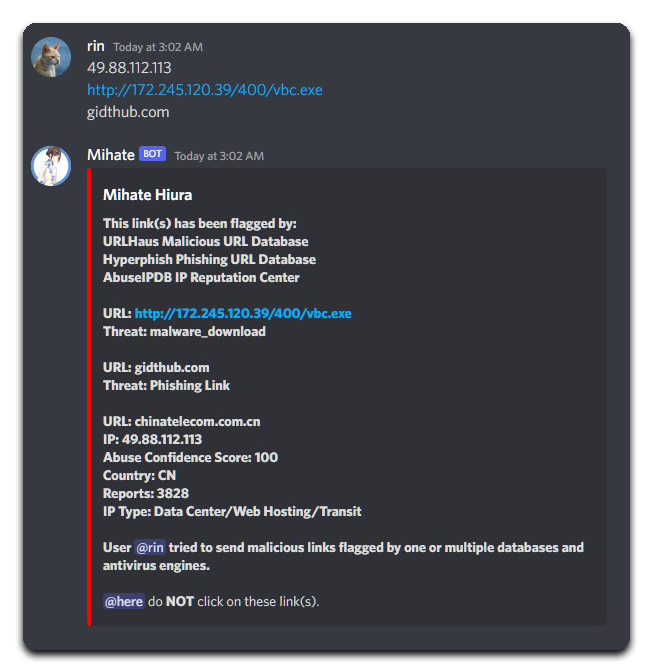 rin Today at 3:02 AM
49.88.112.113
http://172.245.120.39/400/vbc.exe
gidthub.com
Mihate BOT Today at 3:02 AM
Mihate Hiura
This link(s) has been flagged by:
URLHaus Malicious URL Database
Hyperphish Phishing URL Database
AbuseIPDB IP Reputation Center
URL: http://172.245.120.39/400/vbc.exe
Threat: malware_download
URL: gidthub.com
Threat: Phishing Link
URL: chinatelecom.com.cn
IP: 49.88.112.113
Abuse Confidence Score: 100
Country: CN
Reports: 3828
IP Type: Data Center/Web Hosting/Transit
User @rin tried to send malicious links flagged by one or multiple databases and
antivirus engines.
@here do NOT click on these link(s).